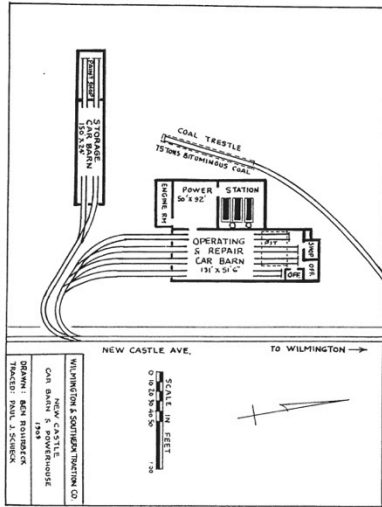 PAINT SHOP
STORAGE
CAR BARN
150' X 26'
COAL TRESTLE
75 TONS BITUMINOUS COAL
ENGINE RM
POWER STATION
50' X 92'
OPERATING
& REPAIR
CAR BARN
131' X 51' 6"
PIT
SHOP
OFF.
OFF.
NEW CASTLE AVE.
TO WILMINGTON →
SCALE IN FEET
0 10 20 30 40 50
100
WILMINGTON & SOUTHERN TRACTION CO.
NEW CASTLE
CAR BARN & POWERHOUSE
1909
DRAWN: BEN ROHRBECK
TRACED: PAUL J. SCHIECK